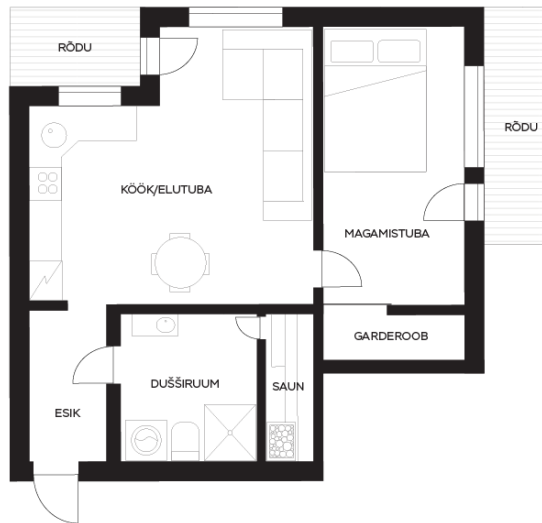 RÕDU
RÕDU
KÖÖK/ELUTUBA
MAGAMISTUBA
GARDEROOB
DUŠŠIRUUM
SAUN
ESIK